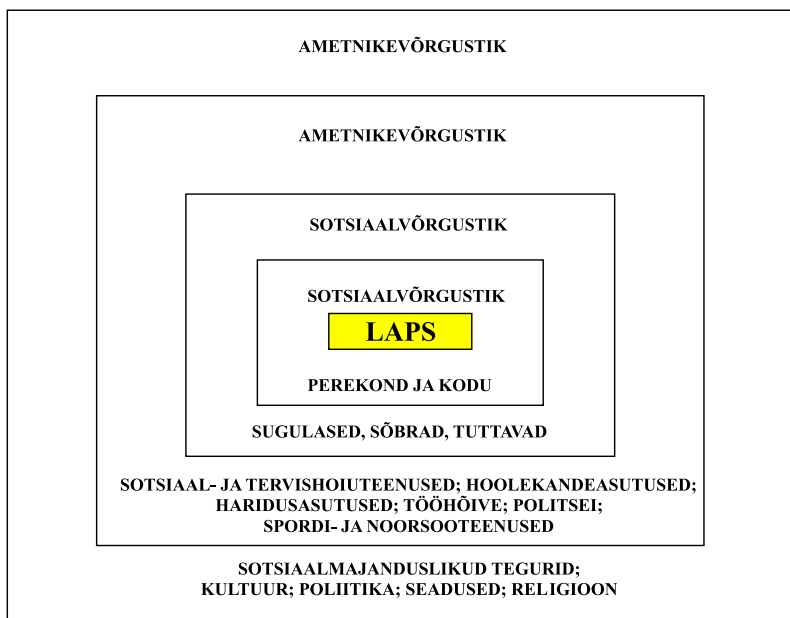 AMETNIKEVÕRGUSTIK
AMETNIKEVÕRGUSTIK
SOTSIAALVÕRGUSTIK
SOTSIAALVÕRGUSTIK
LAPS
PEREKOND JA KODU
SUGULASED, SÕBRAD, TUTTAVAD
SOTSIAAL- JA TERVISHOIUTEENUSED; HOOLEKANDEASUTUSED;
HARIDUSASUTUSED; TÖÖHÕIVE; POLITSEI;
SPORDI- JA NOORSOOTEENUSED
SOTSIAALMAJANDUSLIKUD TEGURID;
KULTUUR; POLIITIKA; SEADUSED; RELIGIOON